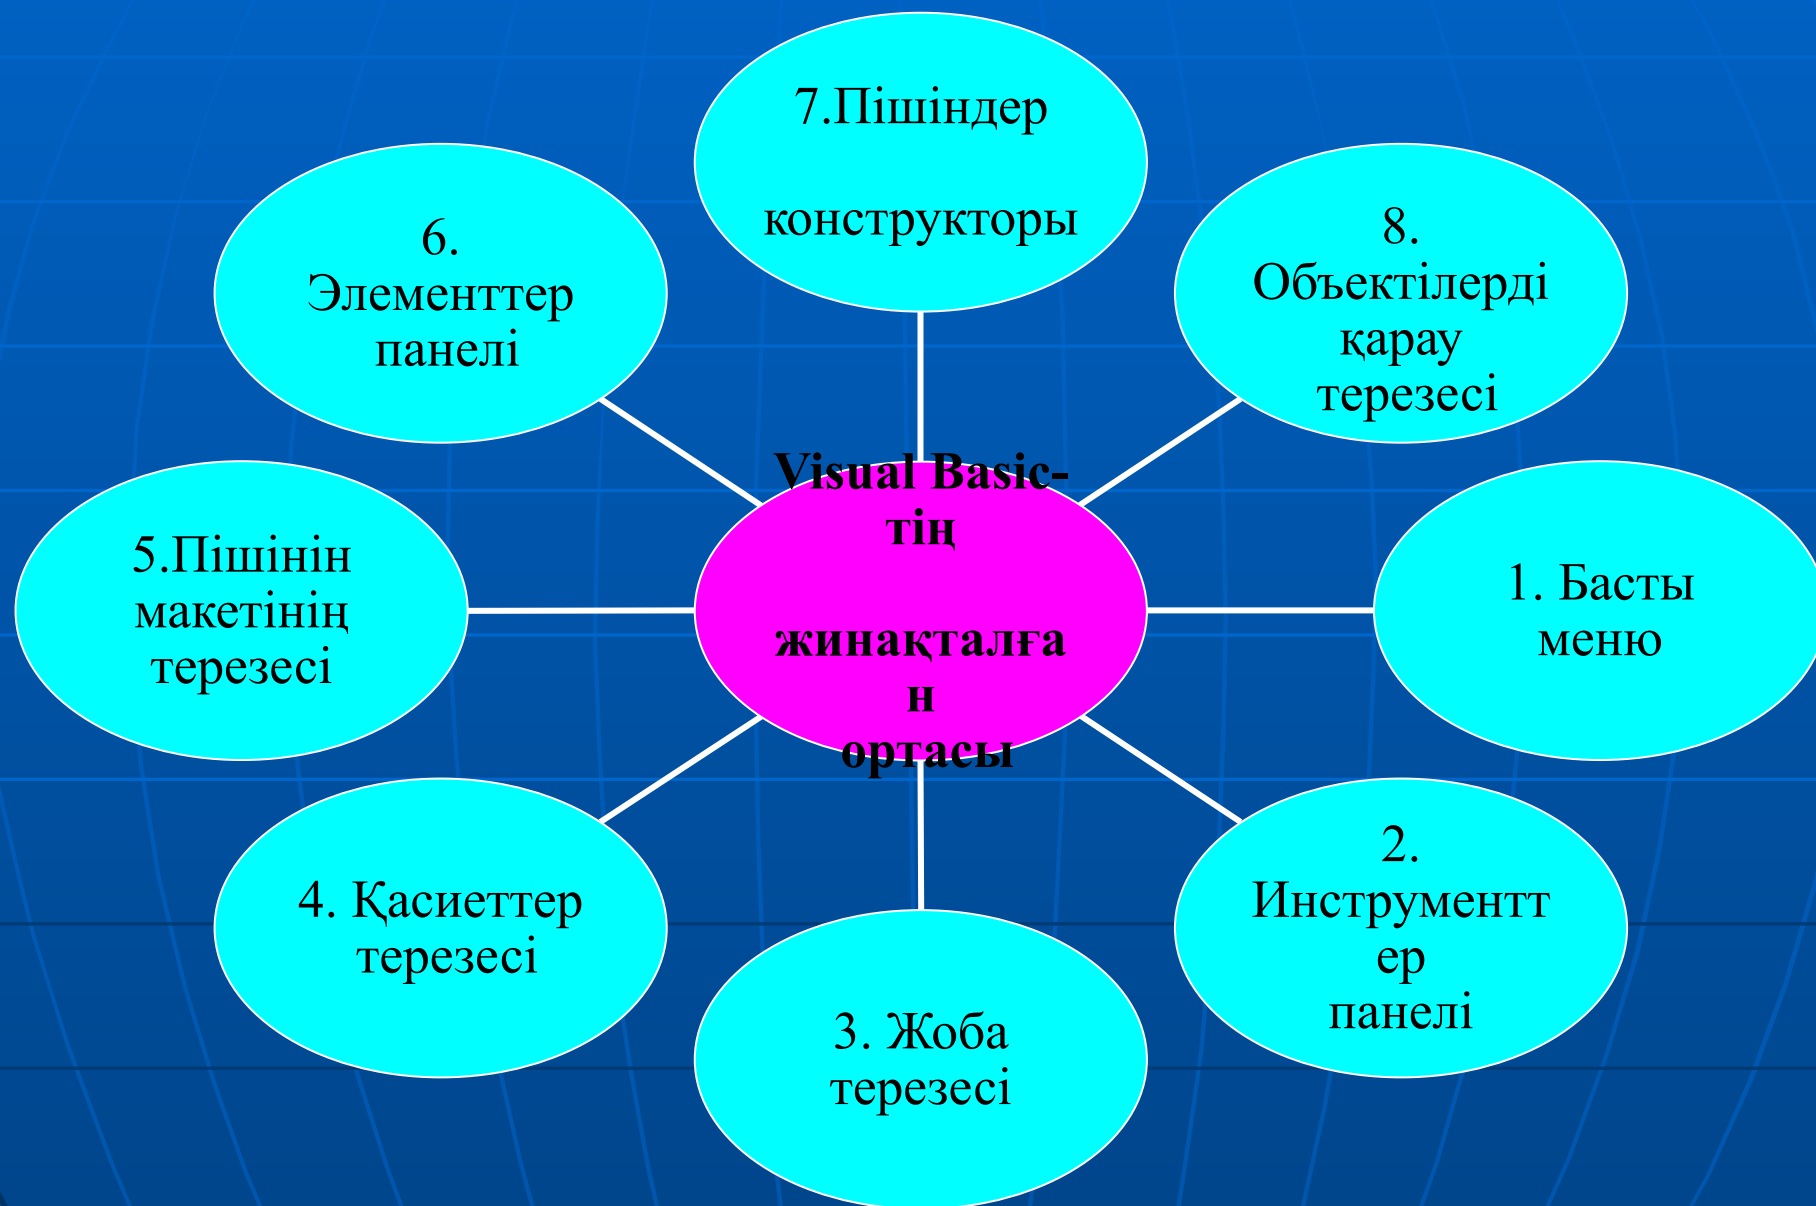 7.Пішіндер
конструкторы
6.
Элементтер
панелі
8.
Объектілерді
қарау
терезесі
Visual Basic-
тің
жинақталға
н
ортасы
5.Пішінін
макетінің
терезесі
1. Басты
меню
4. Қасиеттер
терезесі
2.
Инструментт
ер
панелі
3. Жоба
терезесі